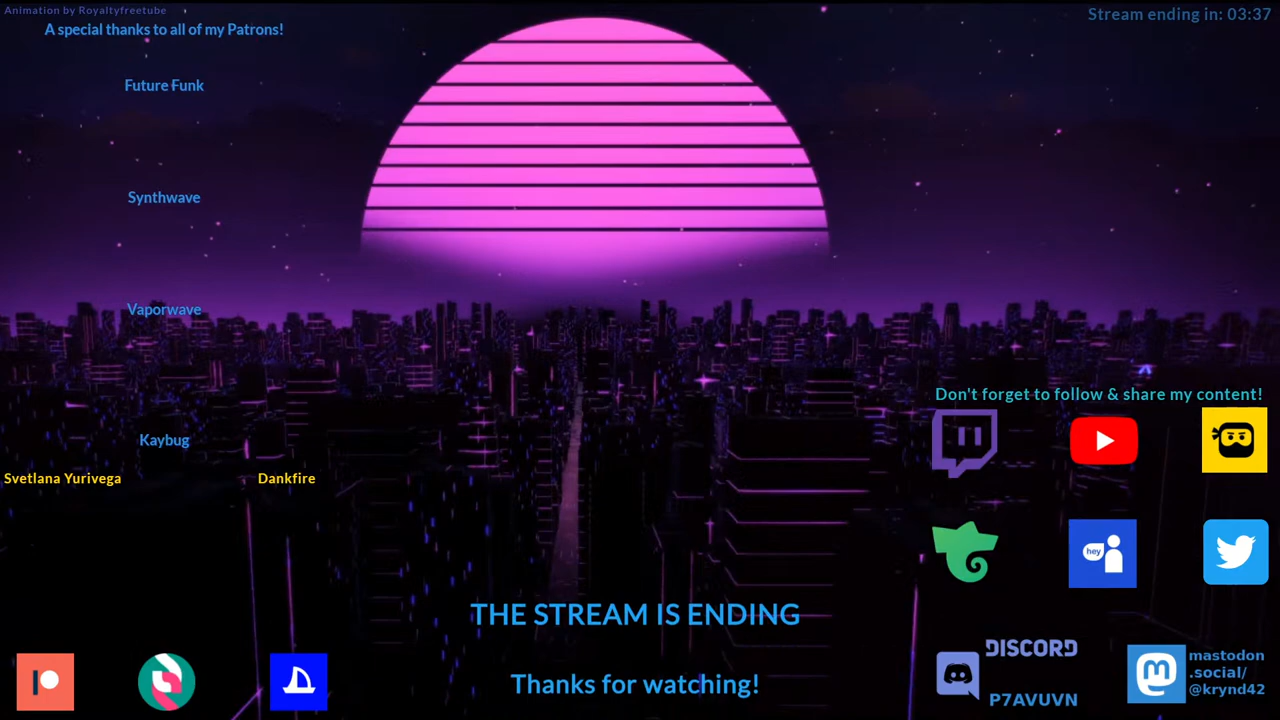 Animation by Royaltyfreetube
A special thanks to all of my Patrons!
Stream ending in: 03:37
Future Funk
Synthwave
Vaporwave
Kaybug
Svetlana Yurivega
Dankfire
Don't forget to follow & share my content!
hey
THE STREAM IS ENDING
Thanks for watching!
DISCORD
P7AVUVN
mastodon
.social/
@krynd42